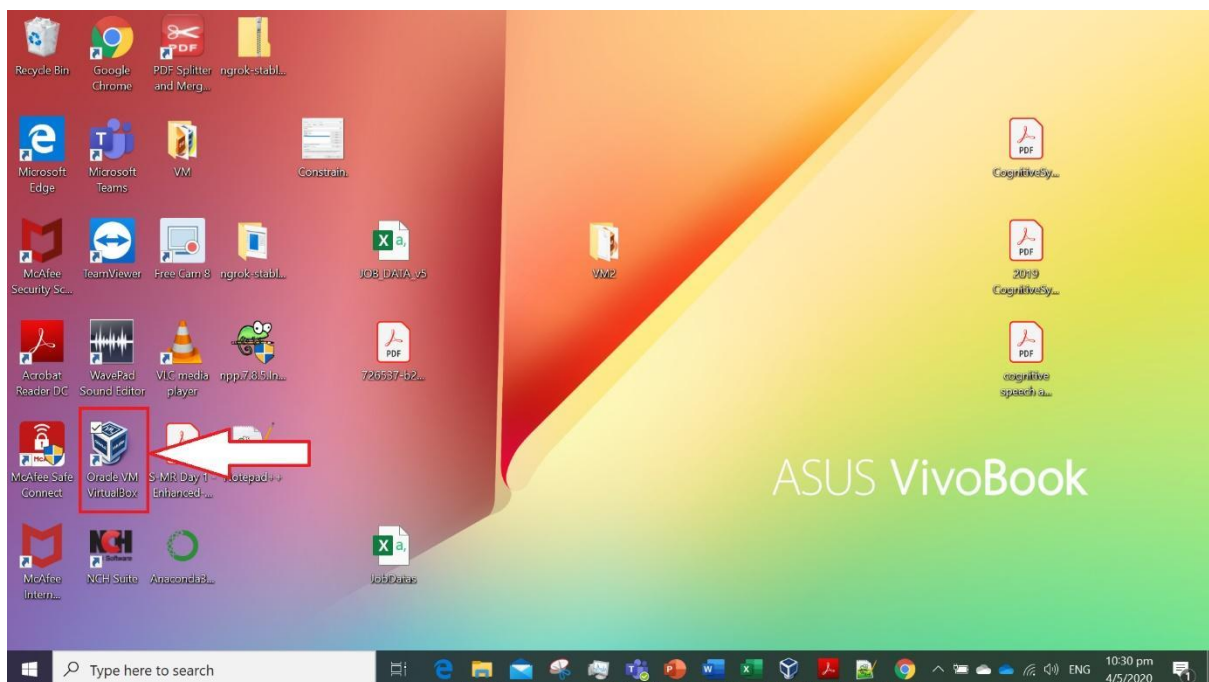 Recycle Bin
Google
Chrome
PDF Splitter
and Merg...
ngrok-stabl...
Microsoft
Edge
Microsoft
Teams
VM
Constrain.
PDF
CognitiveSy...
McAfee
Security Sc...
TeamViewer
Free Cam 8
ngrok-stabl...
JOB_DATA_v5
VM2
PDF
2019
CognitiveSy...
Acrobat
Reader DC
WavePad
Sound Editor
VLC media
player
npp.7.8.5.In...
PDF
726537-b2...
PDF
cognitive
speech a...
McAfee Safe
Connect
Oracle VM
VirtualBox
S-MR Day 1 -
Enhanced-...
Notepad++
ASUS VivoBook
McAfee
Intern...
NCH
Software
NCH Suite
Anaconda3...
JobDatas
Type here to search
ENG
10:30 pm
4/5/2020